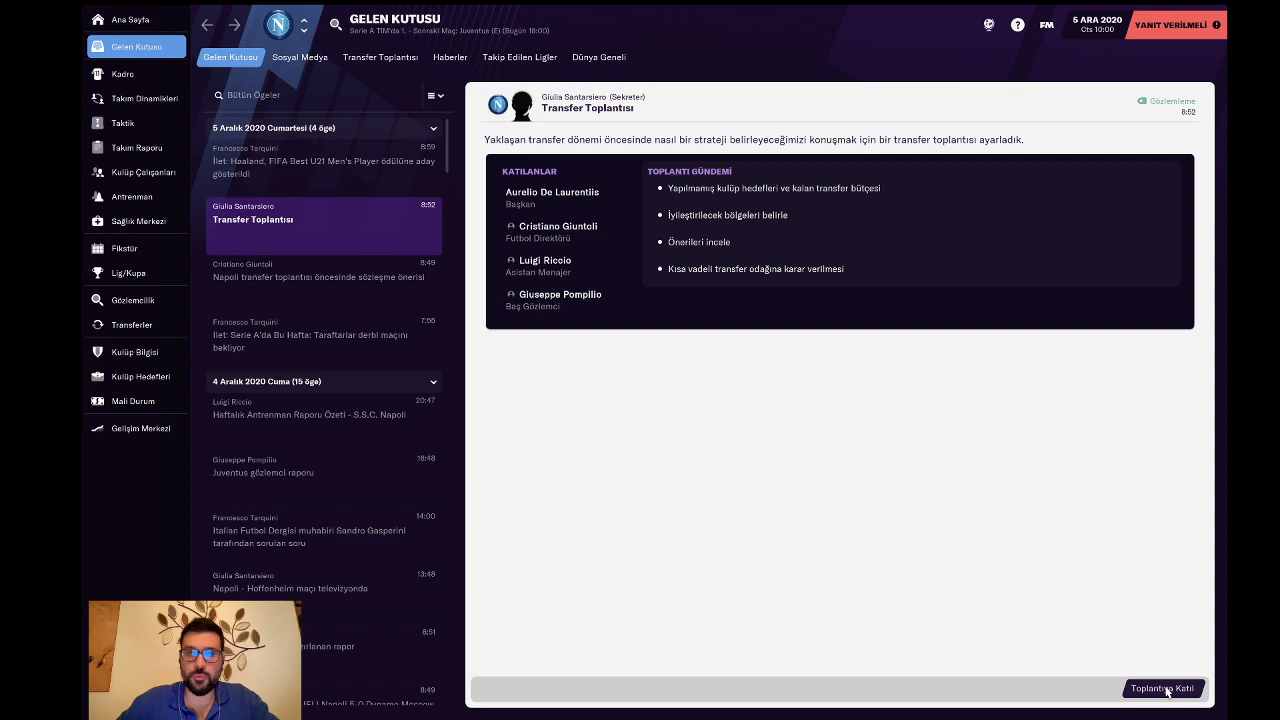 Ana Sayfa
Gelen Kutusu
Kadro
Takım Dinamikleri
Taktik
Takım Raporu
Kulüp Çalışanları
Antrenman
Sağlık Merkezi
Fikstür
Lig/Kupa
Gözlemcilik
Transferler
Kulüp Bilgisi
Kulüp Hedefleri
Mali Durum
Gelişim Merkezi
GELEN KUTUSU
Serie A TIM'da 1. - Sonraki Maç: Juventus (E) (Bugün 18:00)
FM
5 ARA 2020
Cts 10:00
YANIT VERİLMELİ
Gelen Kutusu
Sosyal Medya
Transfer Toplantısı
Haberler
Takip Edilen Ligler
Dünya Geneli
Bütün Ögeler
5 Aralık 2020 Cumartesi (4 öge)
Francesco Tarquini 8:59
İlet: Haaland, FIFA Best U21 Men's Player ödülüne aday
gösterildi
Giulia Santarsiero 8:52
Transfer Toplantısı
Cristiano Giuntoli 8:49
Napoli transfer toplantısı öncesinde sözleşme önerisi
Francesco Tarquini 7:55
İlet: Serie A'da Bu Hafta: Taraftarlar derbi maçını
bekliyor
4 Aralık 2020 Cuma (15 öge)
Luigi Riccio 20:47
Haftalık Antrenman Raporu Özeti - S.S.C. Napoli
Giuseppe Pompilio 16:48
Juventus gözlemci raporu
Francesco Tarquini 14:00
Italian Futbol Dergisi muhabiri Sandro Gasperini
tarafından sorulan soru
Giulia Santarsiero 13:48
Napoli - Hoffenheim maçı televizyonda
8:51
rapor
8:49
Napoli 5-0 Dynamo Moscow
Giulia Santarsiero (Sekreter)
Transfer Toplantısı
Gözlemleme
8:52
Yaklaşan transfer dönemi öncesinde nasıl bir strateji belirleyeceğimizi konuşmak için bir transfer toplantısı ayarladık.
KATILANLAR
Aurelio De Laurentiis
Başkan
Cristiano Giuntoli
Futbol Direktörü
Luigi Riccio
Asistan Menajer
Giuseppe Pompilio
Baş Gözlemci
TOPLANTI GÜNDEMİ
Yapılmamış kulüp hedefleri ve kalan transfer bütçesi
İyileştirilecek bölgeleri belirle
Önerileri incele
Kısa vadeli transfer odağına karar verilmesi
Toplantıya Katıl